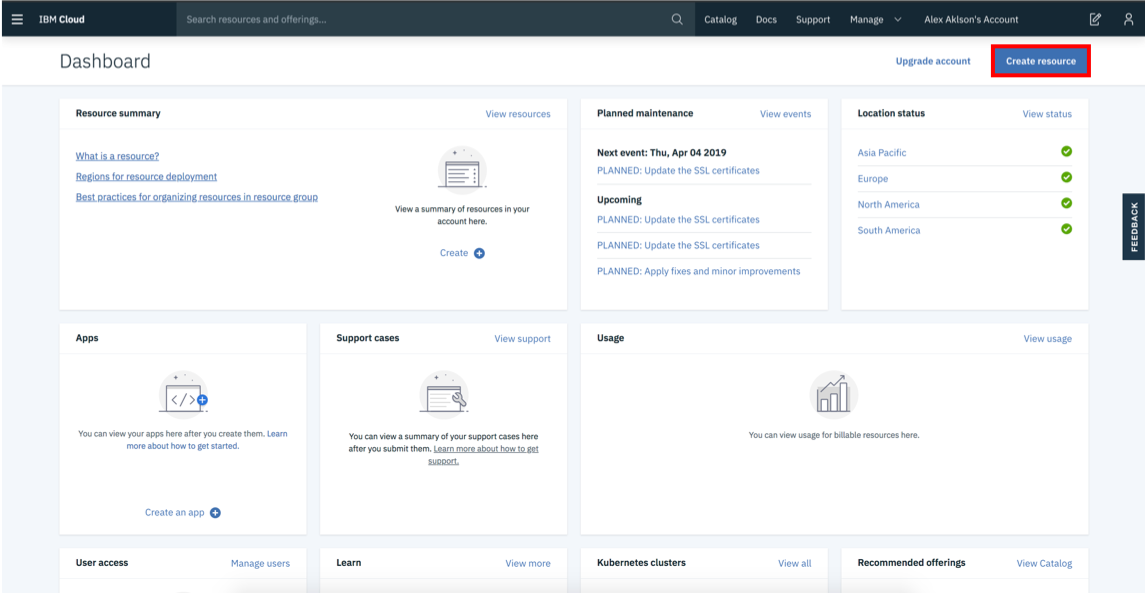 IBM Cloud
Search resources and offerings...
Catalog
Docs
Support
Manage
Alex Aklson's Account
Dashboard
Upgrade account
Create resource
Resource summary
View resources
What is a resource?
Regions for resource deployment
Best practices for organizing resources in resource group
View a summary of resources in your
account here.
Create
Planned maintenance
View events
Next event: Thu, Apr 04 2019
PLANNED: Update the SSL certificates
Upcoming
PLANNED: Update the SSL certificates
PLANNED: Update the SSL certificates
PLANNED: Apply fixes and minor improvements
Location status
View status
Asia Pacific
Europe
North America
South America
FEEDBACK
Apps
You can view your apps here after you create them. Learn
more about how to get started.
Create an app
Support cases
View support
You can view a summary of your support cases here
after you submit them. Learn more about how to get
support.
Usage
View usage
You can view usage for billable resources here.
User access
Manage users
Learn
View more
Kubernetes clusters
View all
Recommended offerings
View Catalog